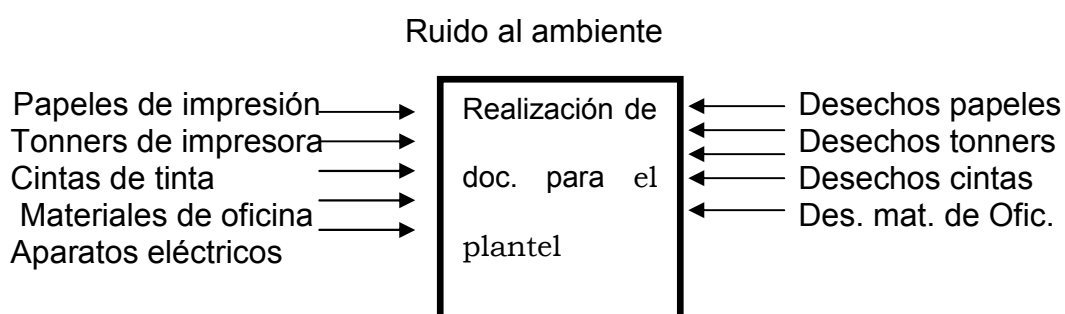 Ruido al ambiente
Papeles de impresión
Tonners de impresora
Cintas de tinta
Materiales de oficina
Aparatos eléctricos
Realización de
doc. para el
plantel
Desechos papeles
Desechos tonners
Desechos cintas
Des. mat. de Ofic.